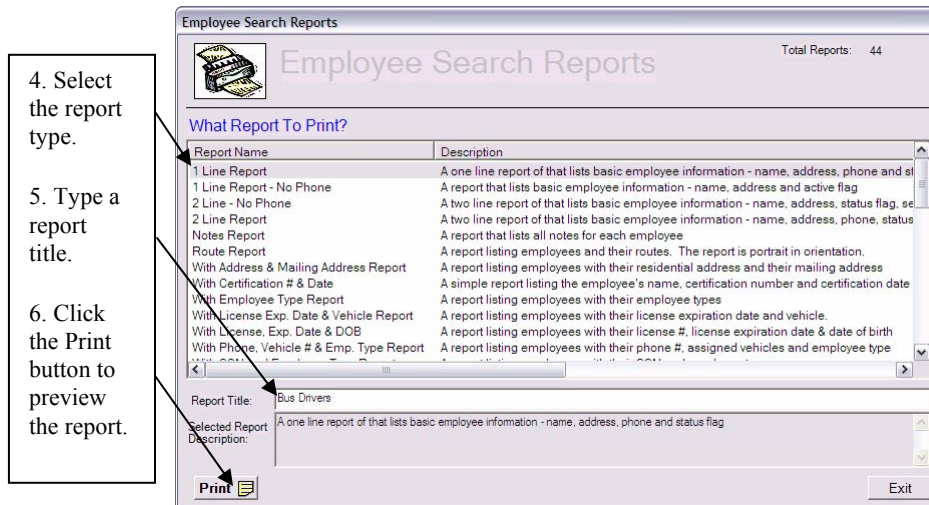 Employee Search Reports
Employee Search Reports
Total Reports: 44
4. Select
the report
type.
5. Type a
report
title.
6. Click
the Print
button to
preview
the report.
What Report To Print?
Report Name Description
1 Line Report A one line report of that lists basic employee information - name, address, phone and st
1 Line Report - No Phone A report that lists basic employee information - name, address and active flag
2 Line - No Phone A two line report of that lists basic employee information - name, address, status flag, se
2 Line Report A two line report of that lists basic employee information - name, address, phone, status
Notes Report A report that lists all notes for each employee
Route Report A report listing employees and their routes. The report is portrait in orientation.
With Address & Mailing Address Report A report listing employees with their residential address and their mailing address
With Certification # & Date A simple report listing the employee's name, certification number and certification date
With Employee Type Report A report listing employees with their employee types
With License Exp. Date & Vehicle Report A report listing employees with their license expiration date and vehicle.
With License, Exp. Date & DOB A report listing employees with their license #, license expiration date & date of birth
With Phone, Vehicle # & Emp. Type Report A report listing employees with their phone #, assigned vehicles and employee type
Report Title: Bus Drivers
Selected Report Description: A one line report of that lists basic employee information - name, address, phone and status flag
Print
Exit